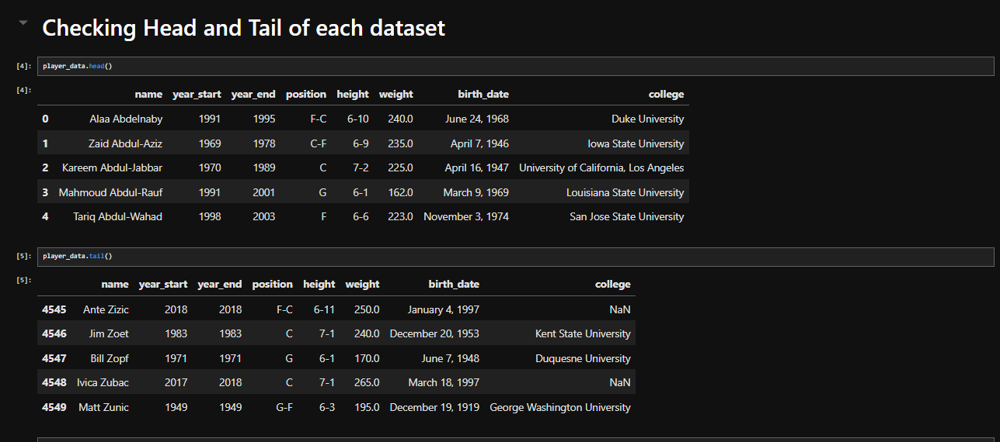 Checking Head and Tail of each dataset
[4]: player_data.head()
[4]: name year_start year_end position height weight birth_date college
0 Alaa Abdelnaby 1991 1995 F-C 6-10 240.0 June 24, 1968 Duke University
1 Zaid Abdul-Aziz 1969 1978 C-F 6-9 235.0 April 7, 1946 Iowa State University
2 Kareem Abdul-Jabbar 1970 1989 C 7-2 225.0 April 16, 1947 University of California, Los Angeles
3 Mahmoud Abdul-Rauf 1991 2001 G 6-1 162.0 March 9, 1969 Louisiana State University
4 Tariq Abdul-Wahad 1998 2003 F 6-6 223.0 November 3, 1974 San Jose State University
[5]: player_data.tail()
[5]: name year_start year_end position height weight birth_date college
4545 Ante Zizic 2018 2018 F-C 6-11 250.0 January 4, 1997 NaN
4546 Jim Zoet 1983 1983 C 7-1 240.0 December 20, 1953 Kent State University
4547 Bill Zopf 1971 1971 G 6-1 170.0 June 7, 1948 Duquesne University
4548 Ivica Zubac 2017 2018 C 7-1 265.0 March 18, 1997 NaN
4549 Matt Zunic 1949 1949 G-F 6-3 195.0 December 19, 1919 George Washington University